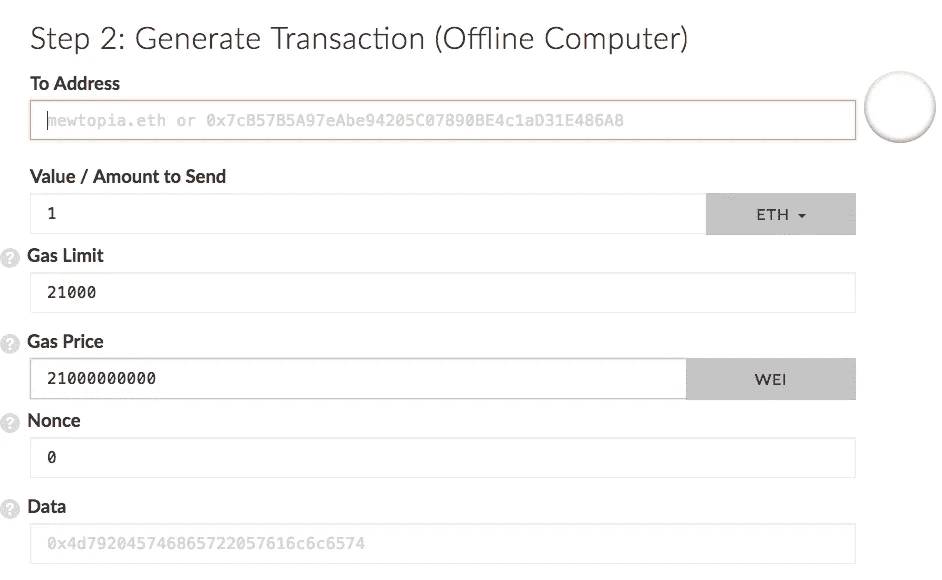 Step 2: Generate Transaction (Offline Computer)
To Address
mewtopia.eth or 0x7cB57B5A97eAbe94205C07890BE4c1aD31E486A8
Value / Amount to Send
1 ETH
? Gas Limit
21000
? Gas Price
21000000000 WEI
? Nonce
0
? Data
0x4d792045746865722057616c6c6574